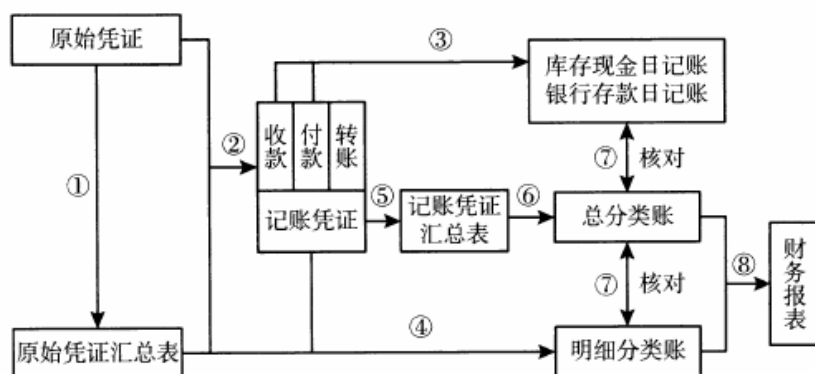 原始凭证
③
库存现金日记账
银行存款日记账
②
收款
付款
转账
⑦ 核对
①
记账凭证
⑤
记账凭证
汇总表
⑥
总分类账
⑦ 核对
⑧
财务报表
原始凭证汇总表
④
明细分类账